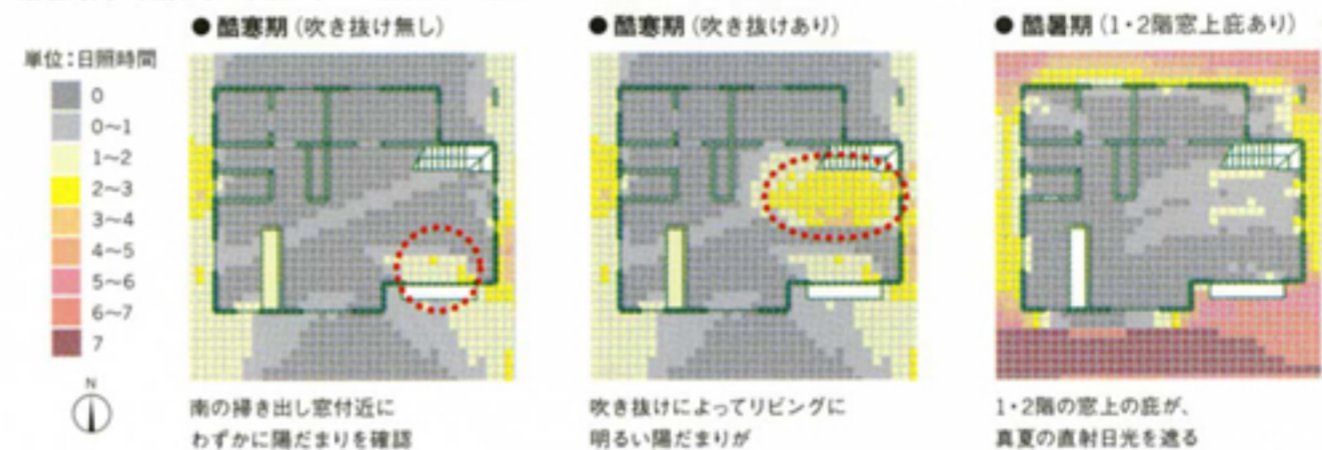 ● 酷寒期（吹き抜け無し）
● 酷寒期（吹き抜けあり）
● 酷暑期（1・2階窓上庇あり）
単位：日照時間
0
0〜1
1〜2
2〜3
3〜4
4〜5
5〜6
6〜7
7
N
南の掃き出し窓付近に
わずかに陽だまりを確認
吹き抜けによってリビングに
明るい陽だまりが
1・2階の窓上の庇が、
真夏の直射日光を遮る